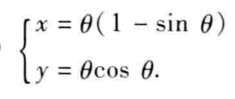 x = θ(1 − sin θ)
y = θcos θ.